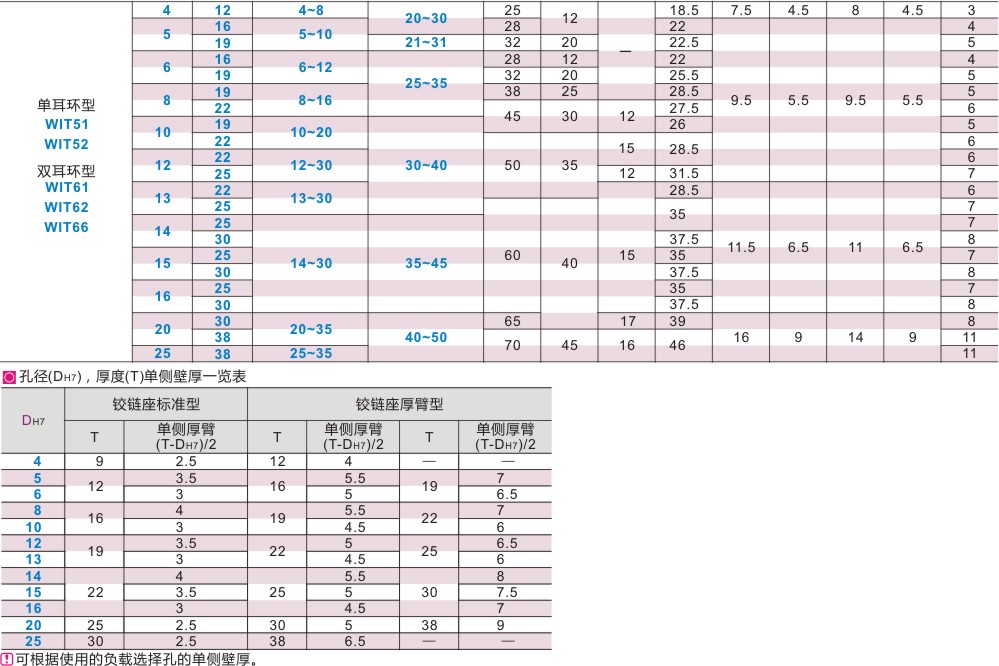 4 12 4~8 20~30 25 12 — 18.5 7.5 4.5 8 4.5 3
5 16 5~10 28 22 9.5 5.5 9.5 5.5 4
19 21~31 32 20 22.5 5
6 16 6~12 25~35 28 12 22 4
19 32 20 25.5 5
8 19 8~16 38 25 28.5 5
单耳环型
22 45 30 12 27.5 6
WIT51
10 19 10~20 30~40 26 5
WIT52
22 50 35 15 28.5 6
12 22 12~30 6
双耳环型
25 12 31.5 7
WIT61
13 22 13~30 15 28.5 11.5 6.5 11 6.5 6
WIT62
25 60 40 35 7
14 25 14~30 35~45 7
WIT66
30 37.5 8
15 25 35 7
30 37.5 8
16 25 35 7
30 37.5 8
20 30 20~35 40~50 65 17 39 16 9 14 9 8
38 70 45 16 46 11
25 38 25~35 11
孔径(DH7)，厚度(T)单侧壁厚一览表
DH7 铰链座标准型 铰链座厚臂型
T 单侧厚臂 T 单侧厚臂 T 单侧厚臂
(T-DH7)/2 (T-DH7)/2 (T-DH7)/2
4 9 2.5 12 4 — —
5 12 3.5 16 5.5 19 7
6 3 5 6.5
8 16 4 19 5.5 22 7
10 3 4.5 6
12 19 3.5 22 5 25 6.5
13 3 4.5 6
14 22 4 25 5.5 30 8
15 3.5 5 7.5
16 3 4.5 7
20 25 2.5 30 5 38 9
25 30 2.5 38 6.5 — —
!可根据使用的负载选择孔的单侧壁厚。